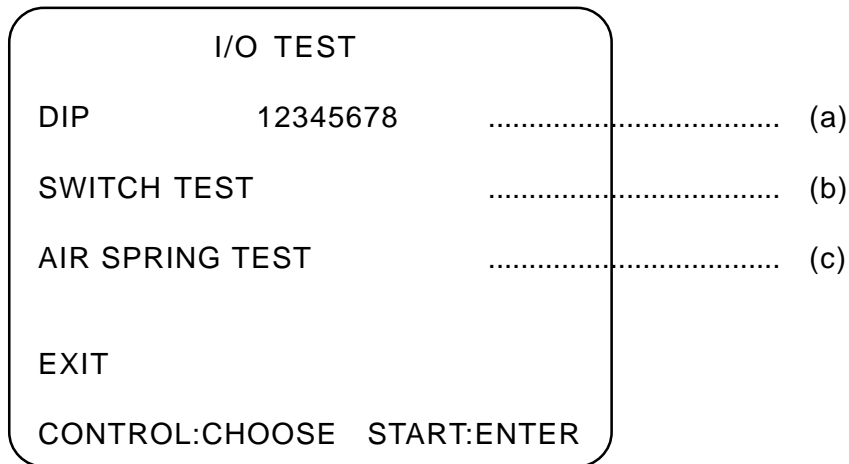 I/O TEST
DIP 12345678 .................................. (a)
SWITCH TEST .................................. (b)
AIR SPRING TEST .................................. (c)
EXIT
CONTROL:CHOOSE START:ENTER